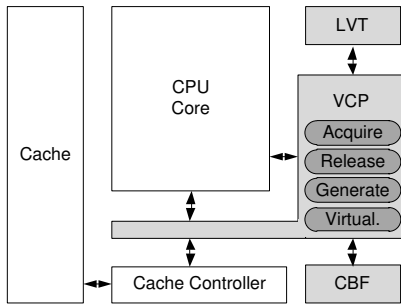 LVT
CPU
Core
VCP
Cache
Acquire
Release
Generate
Virtual.
Cache Controller
CBF